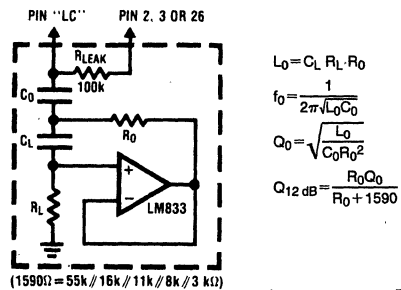 PIN "LC"
PIN 2, 3 OR 26
RLEAK
100k
C0
R0
CL
RL
+
−
LM833
(1590Ω = 55k//16k//11k//8k//3 kΩ)
L0 = CL RL·R0
f0 = 1 / 2π√L0C0
Q0 = √L0 / C0R0²
Q12 dB = R0Q0 / R0 + 1590